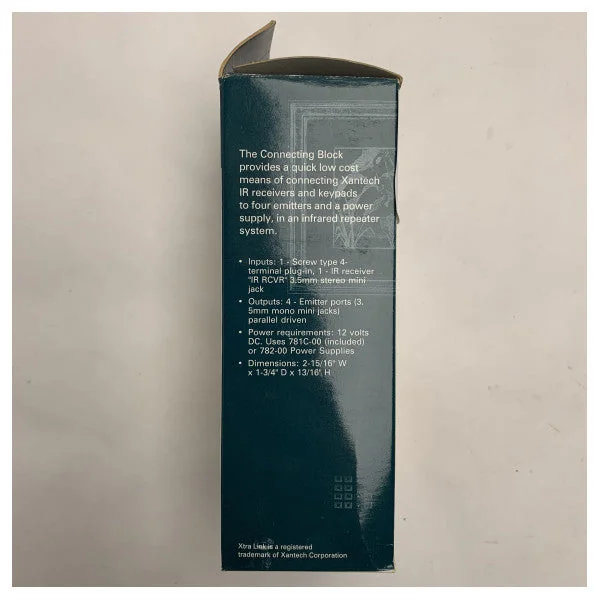 The Connecting Block
provides a quick low cost
means of connecting Xantech
IR receivers and keypads
to four emitters and a power
supply, in an infrared repeater
system.
• Inputs: 1 - Screw type 4-
terminal plug-in, 1 - IR receiver
"IR RCVR" 3.5mm stereo mini
jack
• Outputs: 4 - Emitter ports (3.
5mm mono mini jacks)
parallel driven
• Power requirements: 12 volts
DC. Uses 781C-00 (included)
or 782-00 Power Supplies
• Dimensions: 2-15/16" W
x 1-3/4" D x 13/16" H
Xtra Link is a registered
trademark of Xantech Corporation